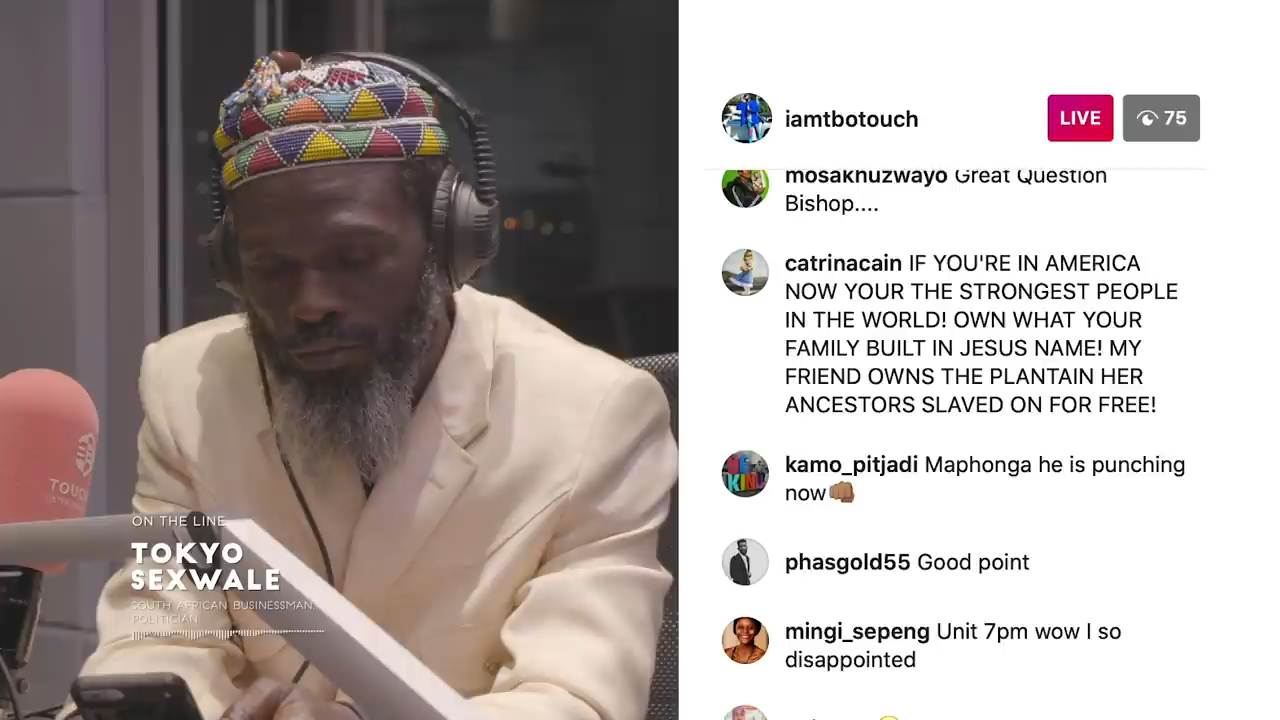 iamtbotouch
LIVE
75
mosakhuzwayo Great Question
Bishop....
catrinacain IF YOU'RE IN AMERICA
NOW YOUR THE STRONGEST PEOPLE
IN THE WORLD! OWN WHAT YOUR
FAMILY BUILT IN JESUS NAME! MY
FRIEND OWNS THE PLANTAIN HER
ANCESTORS SLAVED ON FOR FREE!
kamo_pitjadi Maphonga he is punching
now👊🏽
phasgold55 Good point
mingi_sepeng Unit 7pm wow I so
disappointed
TOUCH
ON THE LINE
TOKYO
SEXWALE
SOUTH AFRICAN BUSINESSMAN,
POLITICIAN